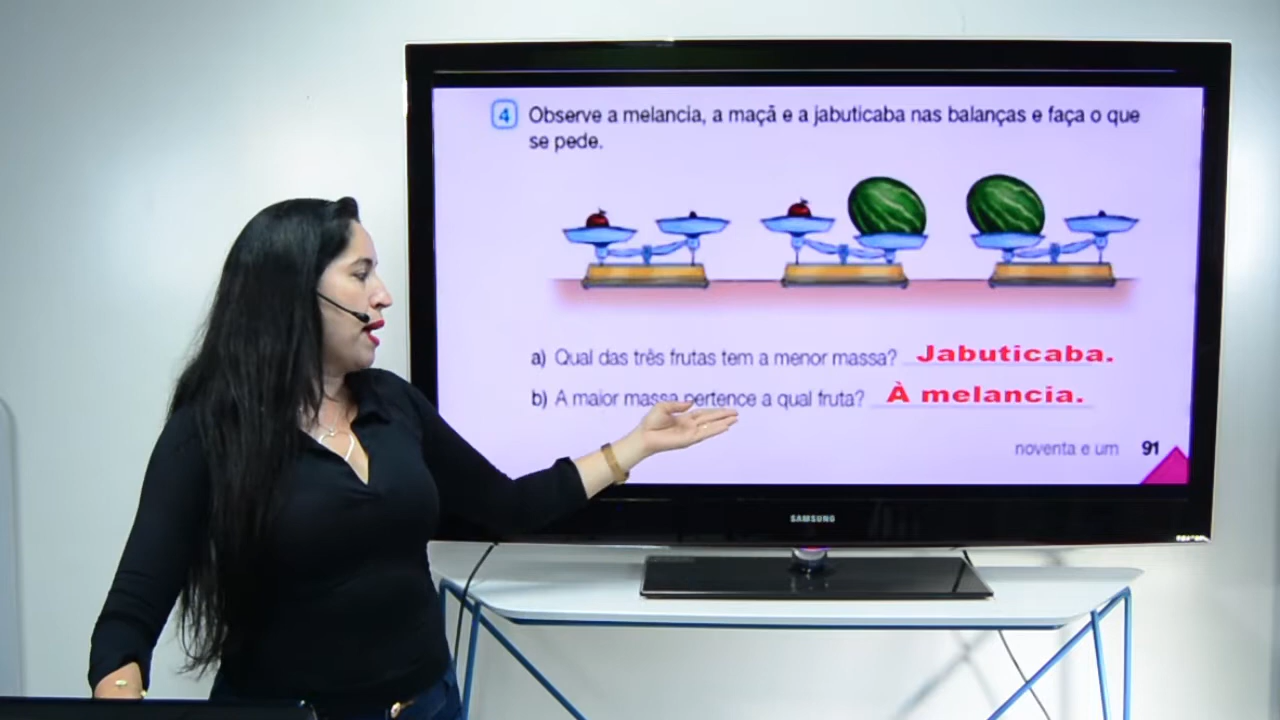 4 Observe a melancia, a maçã e a jabuticaba nas balanças e faça o que
se pede.
a) Qual das três frutas tem a menor massa? Jabuticaba.
b) A maior massa pertence a qual fruta? À melancia.
noventa e um 91
SAMSUNG